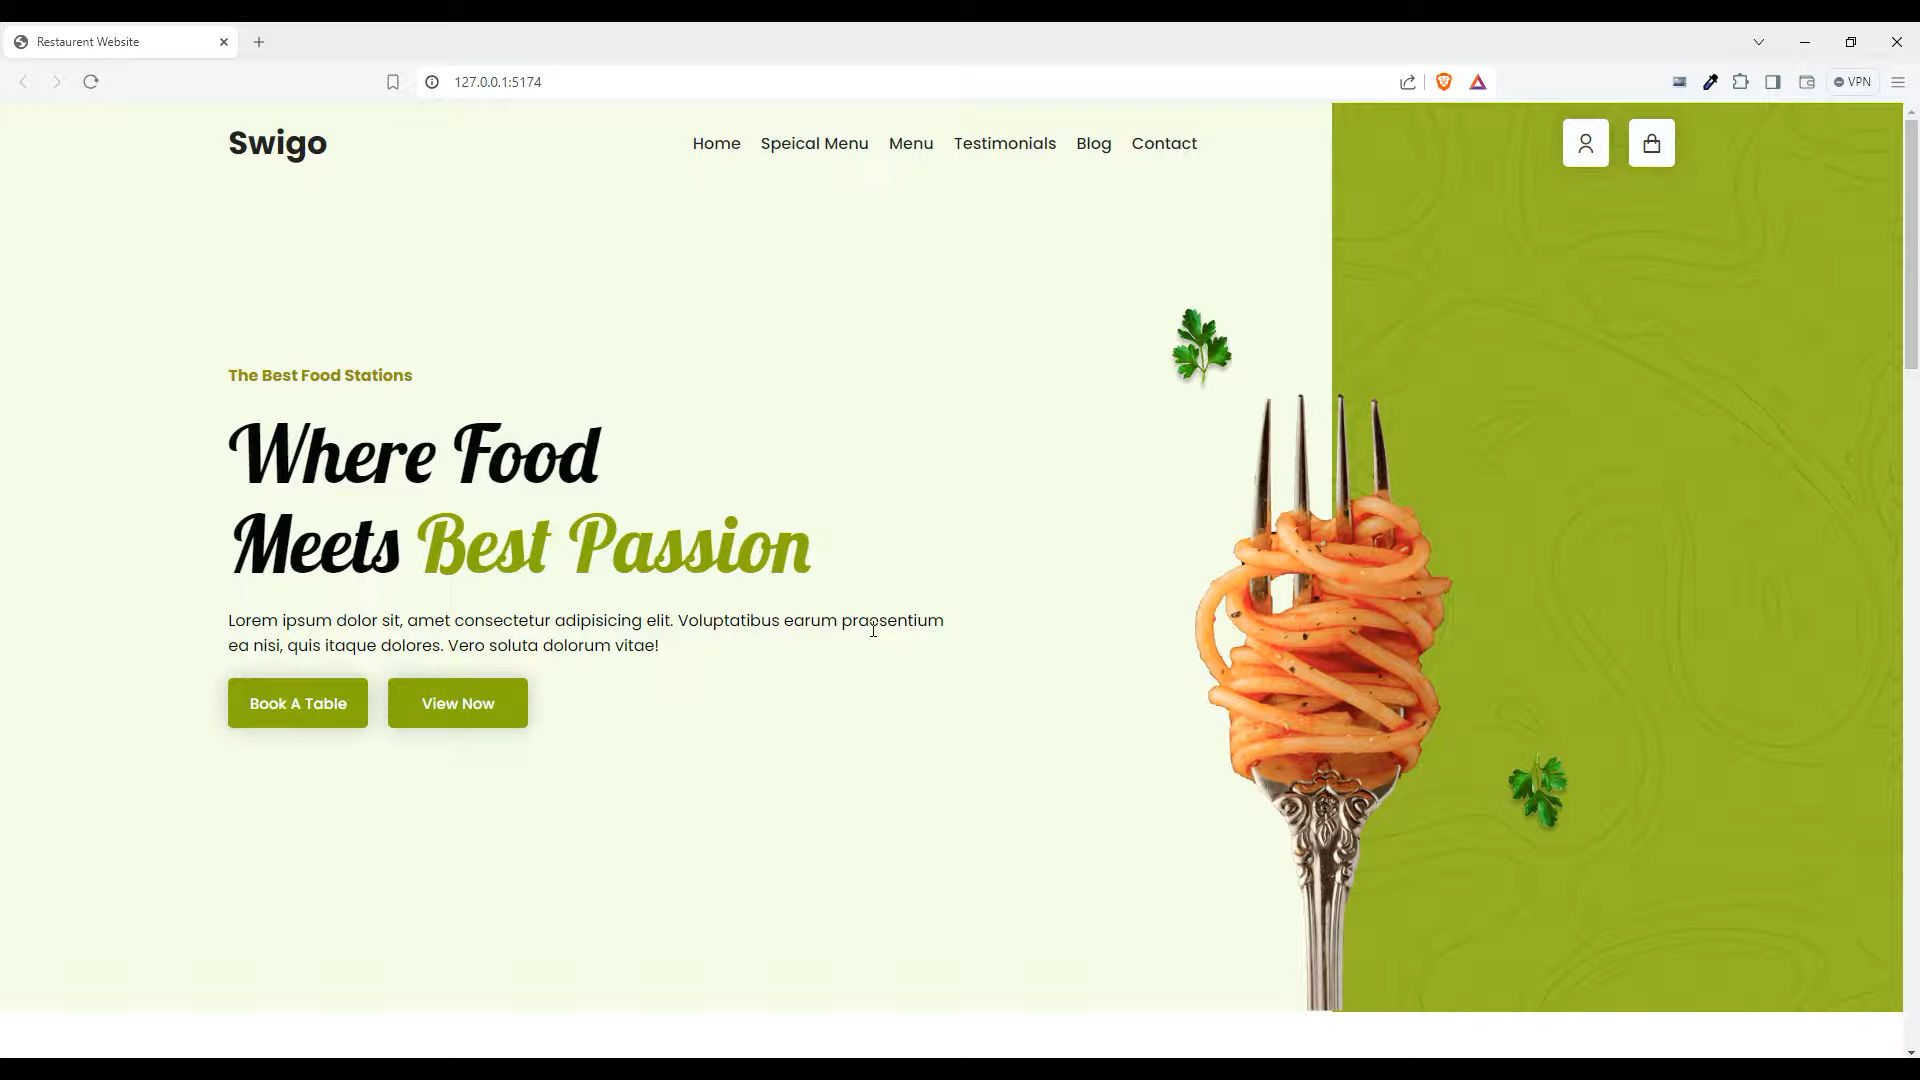 Restaurent Website
127.0.0.1:5174
VPN
Swigo
Home Speical Menu Menu Testimonials Blog Contact
The Best Food Stations
Where Food
Meets Best Passion
Lorem ipsum dolor sit, amet consectetur adipisicing elit. Voluptatibus earum praesentium
ea nisi, quis itaque dolores. Vero soluta dolorum vitae!
Book A Table View Now